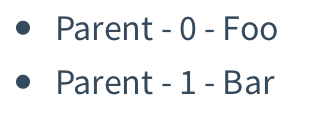 • Parent - 0 - Foo
• Parent - 1 - Bar